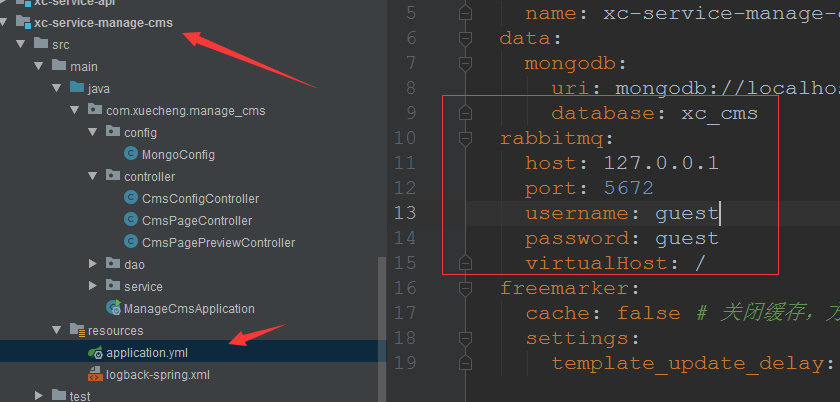 xc-service-api
xc-service-manage-cms
src
main
java
com.xuecheng.manage_cms
config
MongoConfig
controller
CmsConfigController
CmsPageController
CmsPagePreviewController
dao
service
ManageCmsApplication
resources
application.yml
logback-spring.xml
test
5 name: xc-service-manage-
6 data:
7 mongodb:
8 uri: mongodb://localhos
9 database: xc_cms
10 rabbitmq:
11 host: 127.0.0.1
12 port: 5672
13 username: guest
14 password: guest
15 virtualHost: /
16 freemarker:
17 cache: false # 关闭缓存，方
18 settings:
19 template_update_delay: